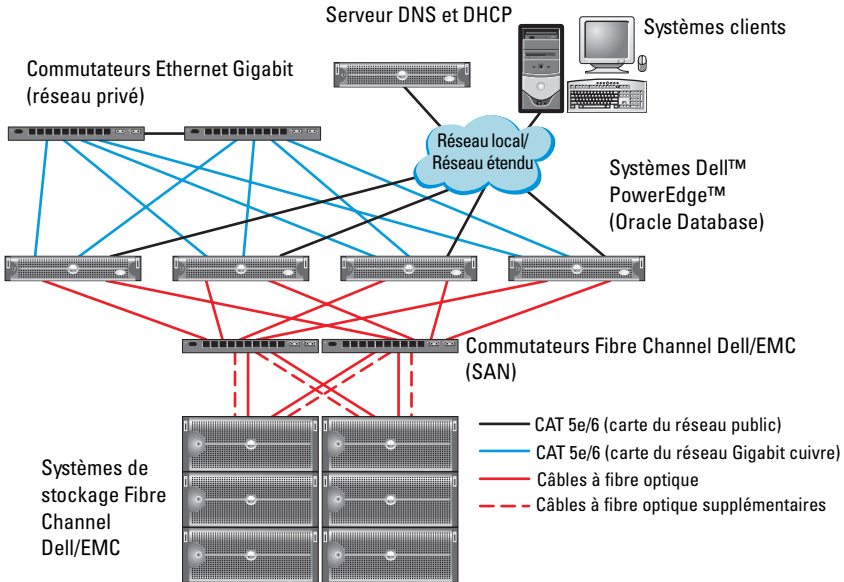 Serveur DNS et DHCP
Systèmes clients
Commutateurs Ethernet Gigabit
(réseau privé)
Réseau local/
Réseau étendu
Systèmes Dell™
PowerEdge™
(Oracle Database)
Commutateurs Fibre Channel Dell/EMC
(SAN)
CAT 5e/6 (carte du réseau public)
CAT 5e/6 (carte du réseau Gigabit cuivre)
Câbles à fibre optique
Câbles à fibre optique supplémentaires
Systèmes de
stockage Fibre
Channel
Dell/EMC